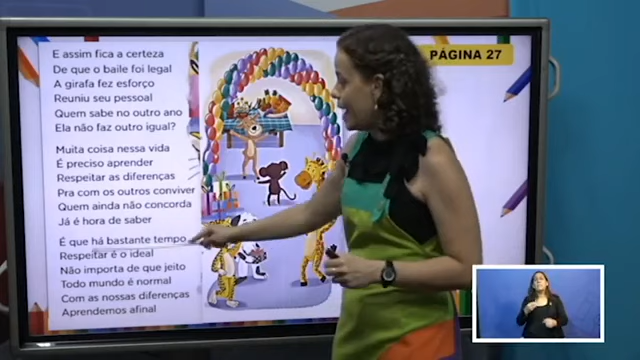 E assim fica a certeza
De que o baile foi legal
A girafa fez esforço
Reuniu seu pessoal
Quem sabe no outro ano
Ela não faz outro igual?
Muita coisa nessa vida
É preciso aprender
Respeitar as diferenças
Pra com os outros conviver
Quem ainda não concorda
Já é hora de saber
É que há bastante tempo
Respeitar é o ideal
Não importa de que jeito
Todo mundo é normal
Com as nossas diferenças
Aprendemos afinal
PÁGINA 27